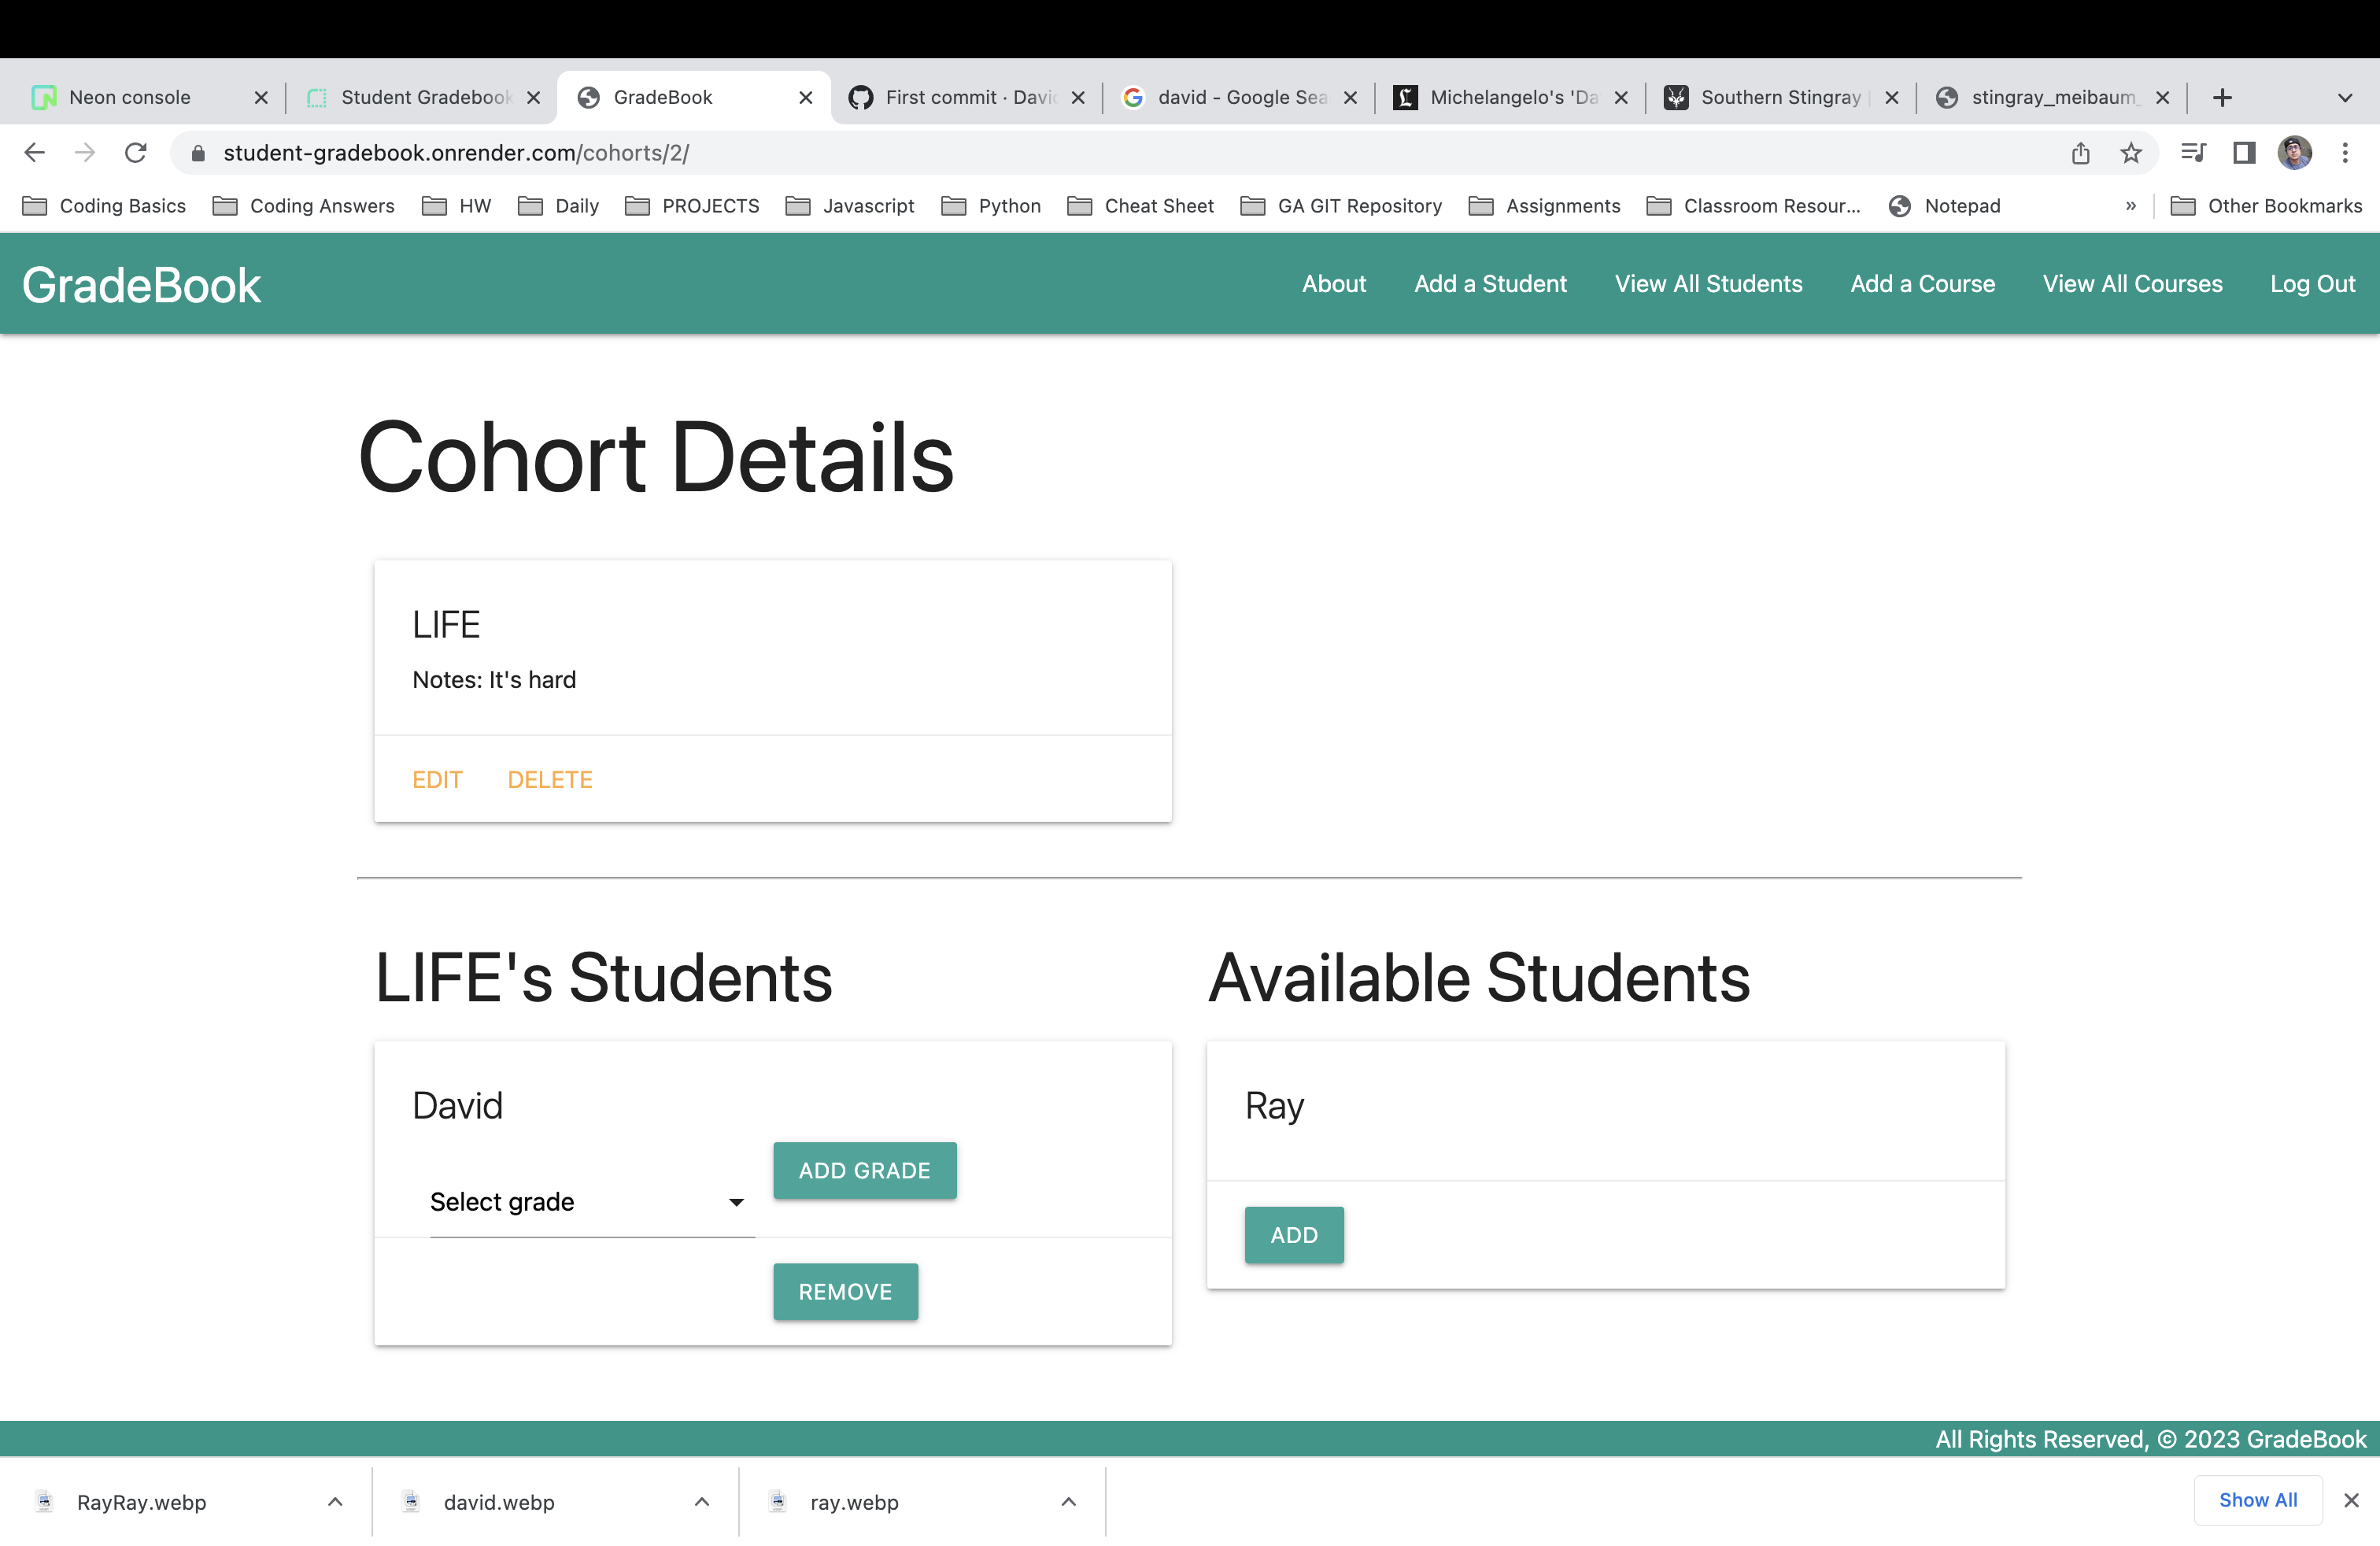 Neon console
Student Gradebook
GradeBook
First commit · Davi
david - Google Sea
Michelangelo's 'Da
Southern Stingray
stingray_meibaum_
student-gradebook.onrender.com/cohorts/2/
Coding Basics
Coding Answers
HW
Daily
PROJECTS
Javascript
Python
Cheat Sheet
GA GIT Repository
Assignments
Classroom Resour...
Notepad
»
Other Bookmarks
GradeBook
About
Add a Student
View All Students
Add a Course
View All Courses
Log Out
Cohort Details
LIFE
Notes: It's hard
EDIT
DELETE
LIFE's Students
David
ADD GRADE
Select grade
REMOVE
Available Students
Ray
ADD
All Rights Reserved, © 2023 GradeBook
RayRay.webp
david.webp
ray.webp
Show All